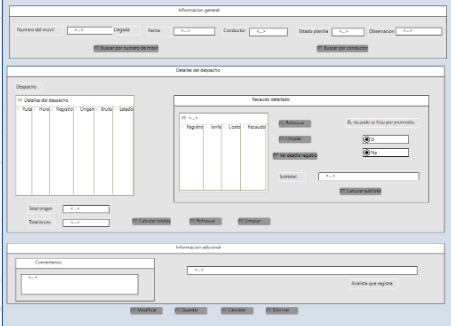 Informacion general
Numero del movil <...> Llegada Fecha <...> Conductor <...> Estado planilla <...> Observacion <...>
Buscar por numero de movil Buscar por conductor
Detalles del despacho
Despacho
Detalles del despacho
Ruta Hora Registro Origen Bruto Estado
Recaudo detallado
<...>
Registro Tarifa Costo Recaudo
Refrescar
Limpiar
Ver detalle registro
EL recaudo se hizo por promedio
Si
No
Subtotal <...>
Calcular subtotal
Total origen <...>
Total bruto <...>
Calcular totales Refrescar Limpiar
Informacion adicional
Comentarios
<...>
<...>
Analista que registra
Modificar Guardar Cancelar Eliminar